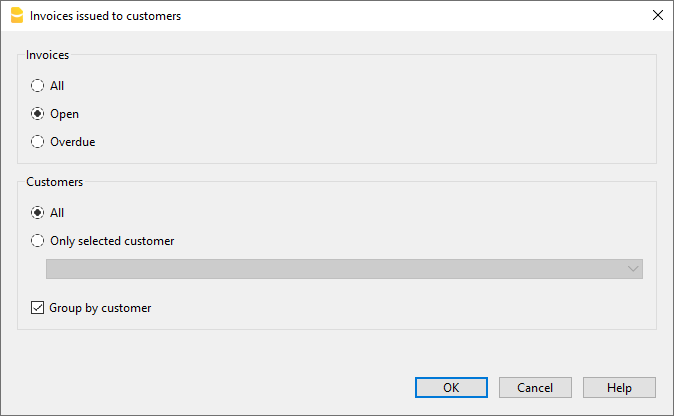 Invoices issued to customers
Invoices
All
Open
Overdue
Customers
All
Only selected customer
Group by customer
OK Cancel Help